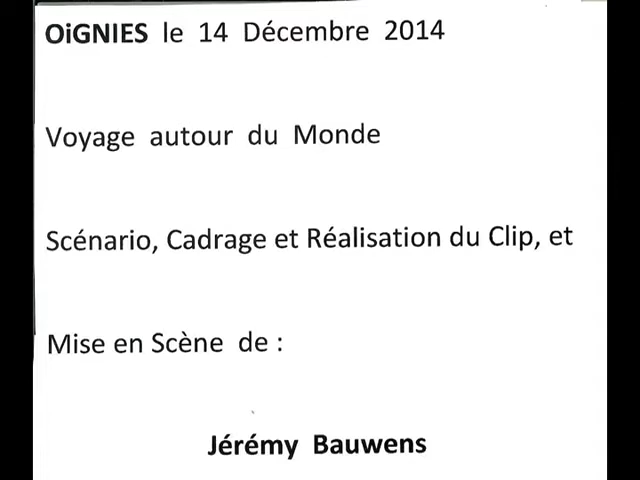 OiGNIES le 14 Décembre 2014
Voyage autour du Monde
Scénario, Cadrage et Réalisation du Clip, et
Mise en Scène de :
Jérémy Bauwens